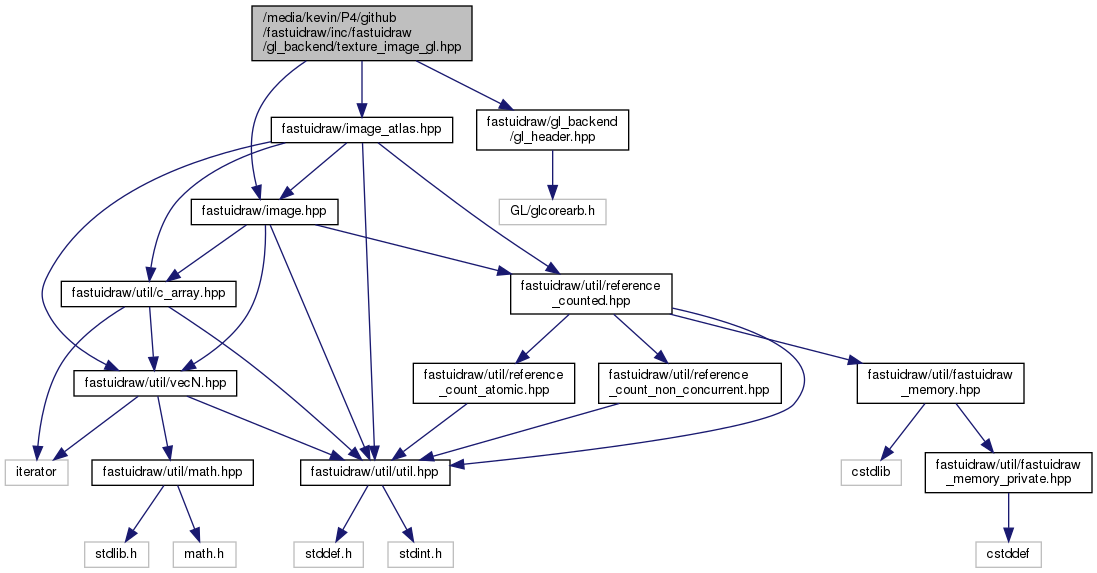 /media/kevin/P4/github
/fastuidraw/inc/fastuidraw
/gl_backend/texture_image_gl.hpp
fastuidraw/image_atlas.hpp
fastuidraw/gl_backend
/gl_header.hpp
fastuidraw/image.hpp
GL/glcorearb.h
fastuidraw/util/c_array.hpp
fastuidraw/util/reference
_counted.hpp
fastuidraw/util/vecN.hpp
fastuidraw/util/reference
_count_atomic.hpp
fastuidraw/util/reference
_count_non_concurrent.hpp
fastuidraw/util/fastuidraw
_memory.hpp
iterator
fastuidraw/util/math.hpp
fastuidraw/util/util.hpp
cstdlib
fastuidraw/util/fastuidraw
_memory_private.hpp
stdlib.h
math.h
stddef.h
stdint.h
cstddef